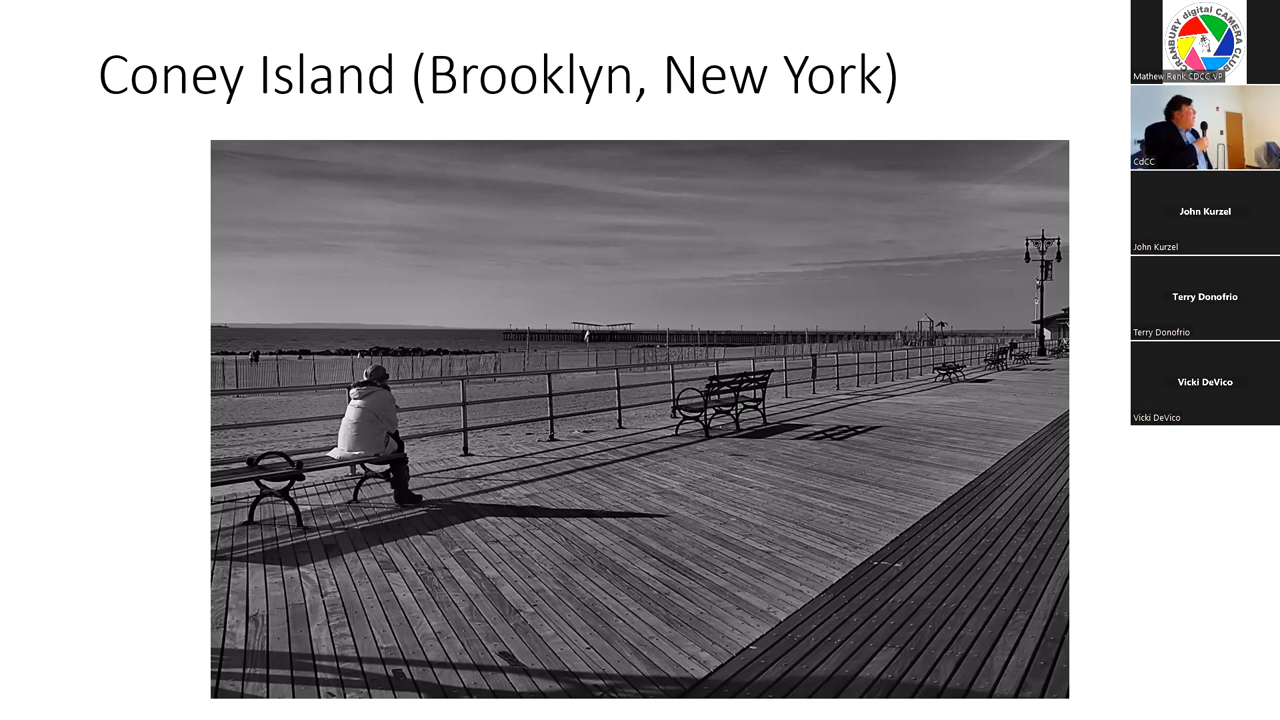 Coney Island (Brooklyn, New York)
CRANBURY digital CAMERA CLUB
Mathew Renk CDCC VP
CdCC
John Kurzel
John Kurzel
Terry Donofrio
Terry Donofrio
Vicki DeVico
Vicki DeVico